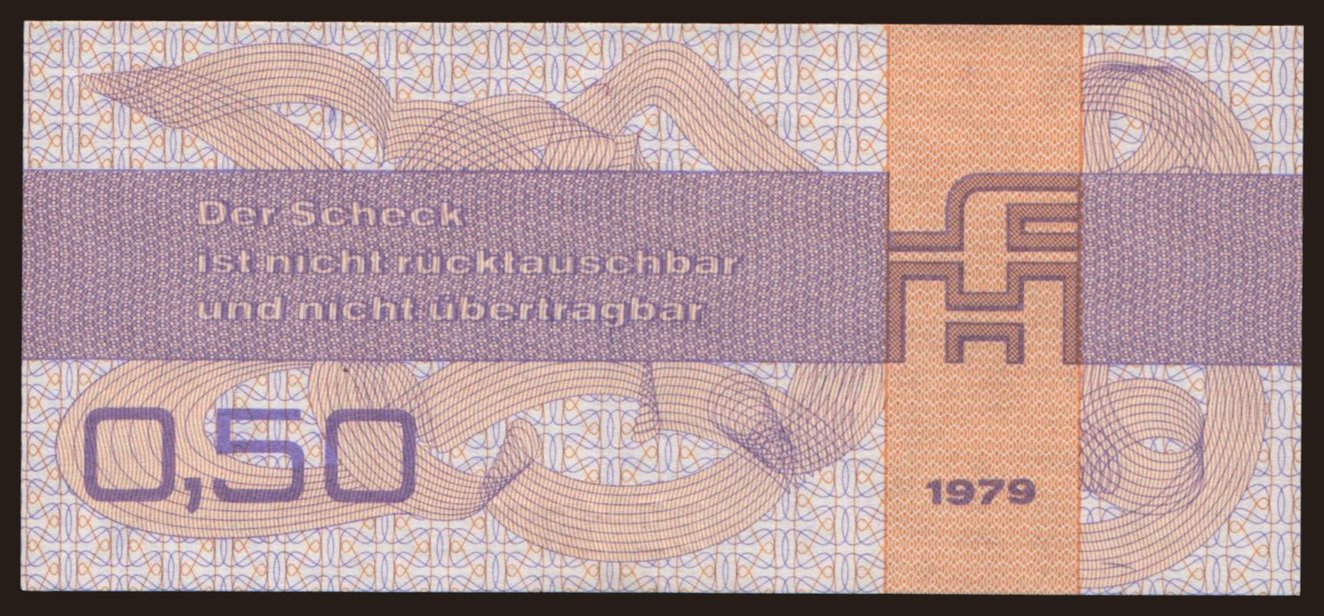 Der Scheck
ist nicht rücktauschbar
und nicht übertragbar
0,50
1979